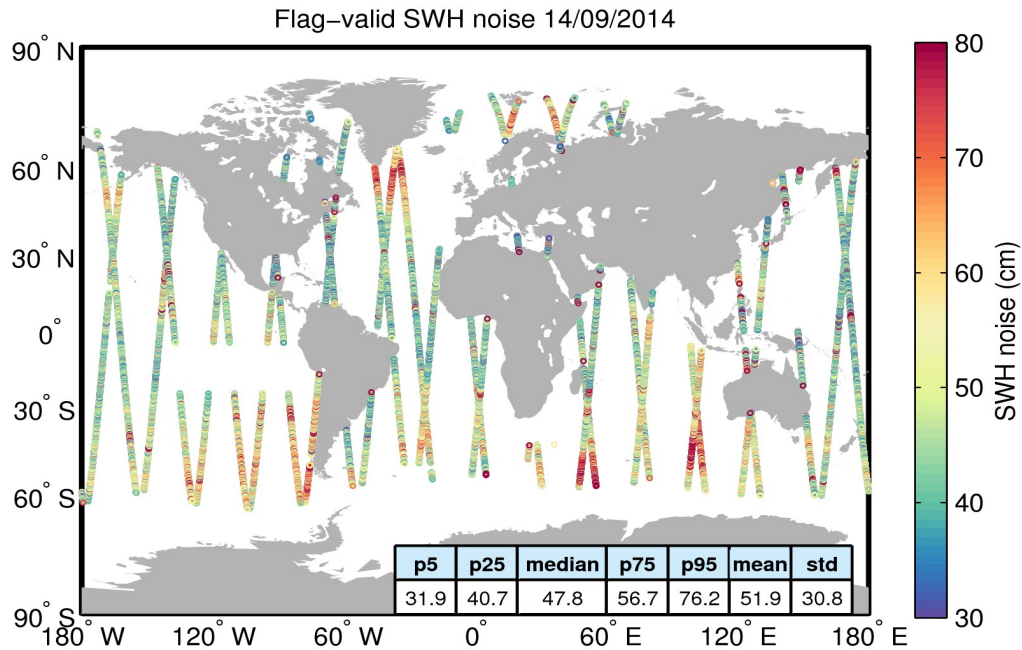 Flag−valid SWH noise 14/09/2014
90° N
60° N
30° N
0°
30° S
60° S
90° S
180° W
120° W
60° W
0°
60° E
120° E
180° E
p5 p25 median p75 p95 mean std
31.9 40.7 47.8 56.7 76.2 51.9 30.8
80
70
60
50
40
30
SWH noise (cm)